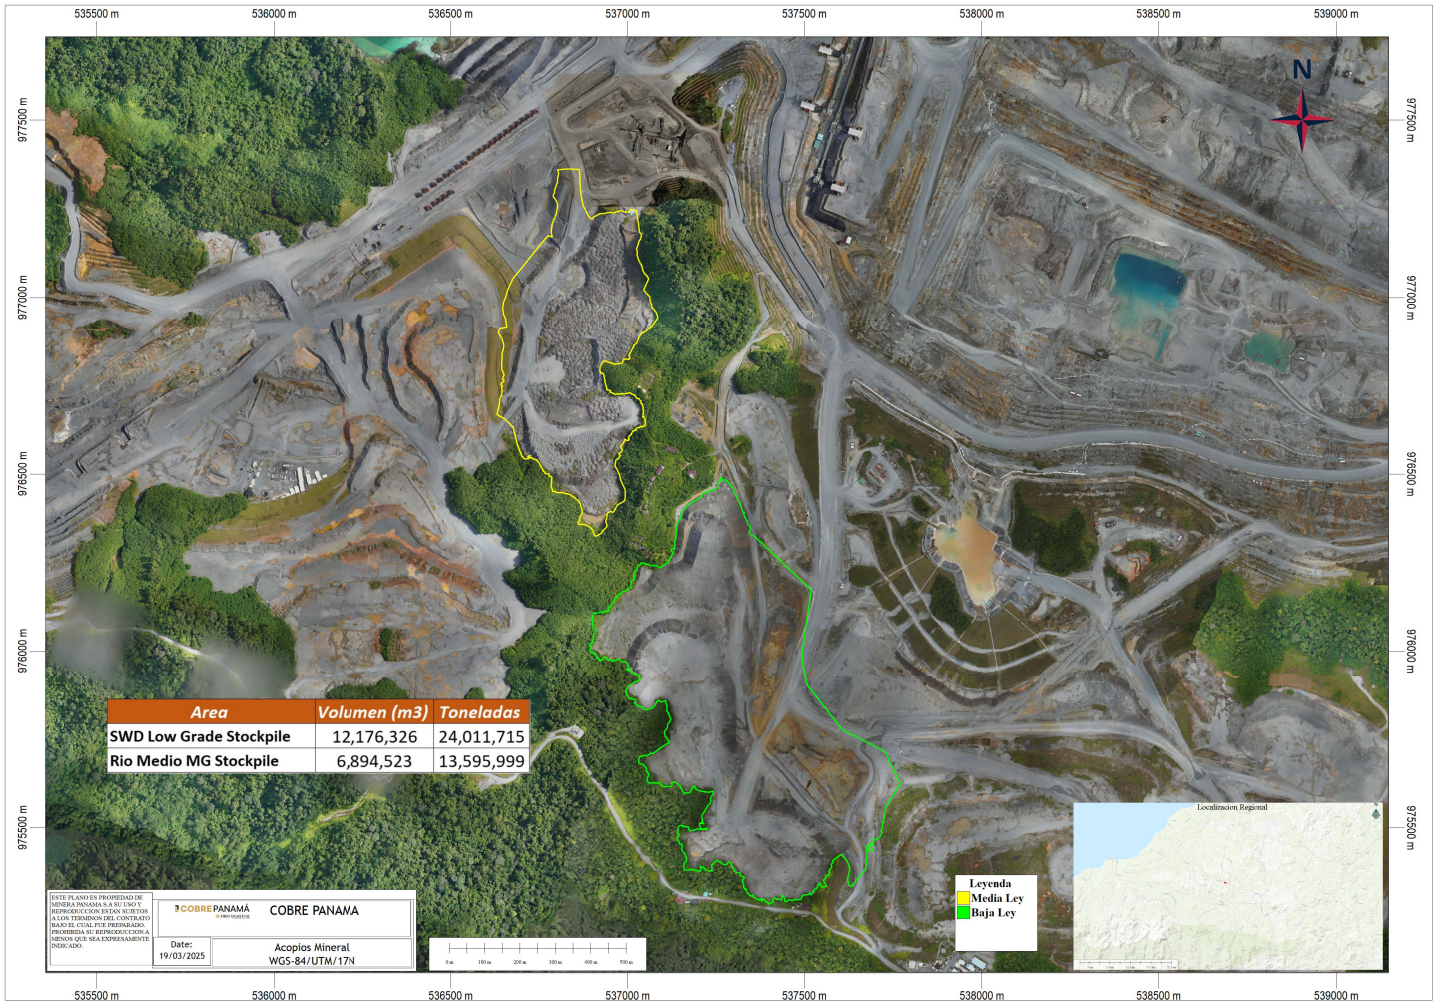 535500 m 536000 m 536500 m 537000 m 537500 m 538000 m 538500 m 539000 m
N
977500 m 977500 m
977000 m 977000 m
976500 m 976500 m
976000 m 976000 m
975500 m 975500 m
Area Volumen (m3) Toneladas
SWD Low Grade Stockpile 12,176,326 24,011,715
Rio Medio MG Stockpile 6,894,523 13,595,999
Localizacion Regional
N
Leyenda
Media Ley
Baja Ley
ESTE PLANO ES PROPIEDAD DE
MINERA PANAMA S.A SU USO Y
REPRODUCCION ESTAN SUJETOS
A LOS TERMINOS DEL CONTRATO
BAJO EL CUAL FUE PREPARADO.
PROHIBIDA SU REPRODUCCION A
MENOS QUE SEA EXPRESAMENTE
INDICADO.
COBRE PANAMÁ
COBRE PANAMA
Date:
19/03/2025
Acopios Mineral
WGS-84/UTM/17N
0 m 100 m 200 m 300 m 400 m 500 m
535500 m 536000 m 536500 m 537000 m 537500 m 538000 m 538500 m 539000 m